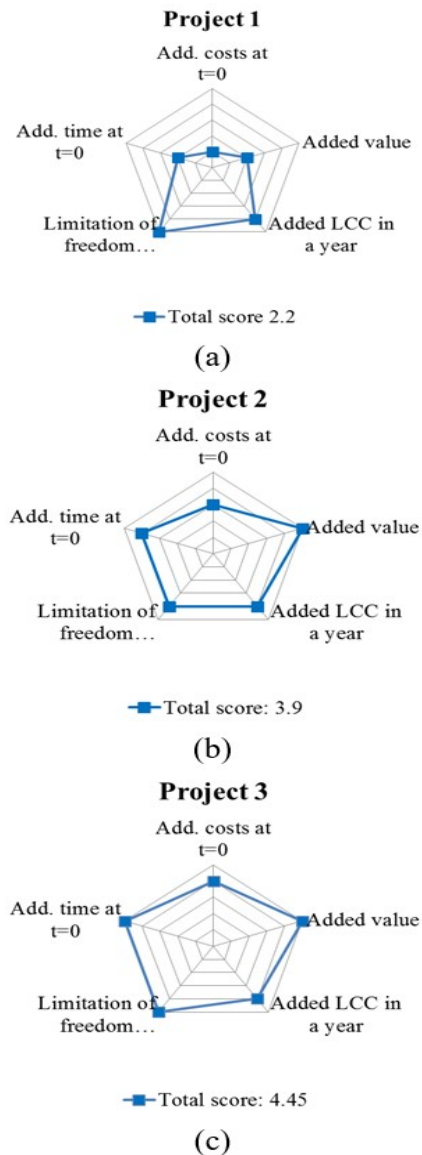 Project 1
Add. costs at
t=0
Add. time at
t=0
Added value
Limitation of
freedom…
Added LCC in
a year
Total score 2.2
(a)
Project 2
Add. costs at
t=0
Add. time at
t=0
Added value
Limitation of
freedom…
Added LCC in
a year
Total score: 3.9
(b)
Project 3
Add. costs at
t=0
Add. time at
t=0
Added value
Limitation of
freedom…
Added LCC in
a year
Total score: 4.45
(c)